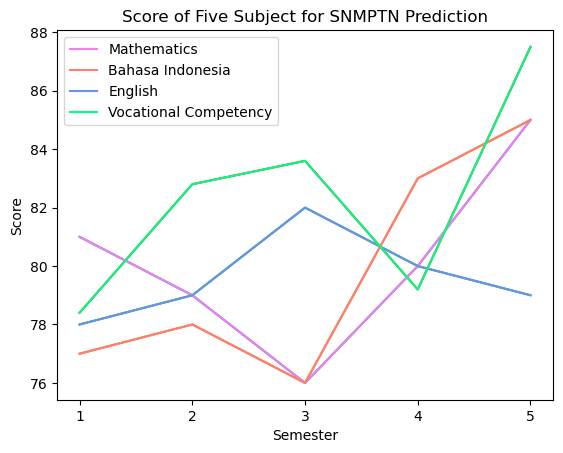 Score of Five Subject for SNMPTN Prediction
Mathematics
Bahasa Indonesia
English
Vocational Competency
88
86
84
82
80
78
76
Score
1 2 3 4 5
Semester